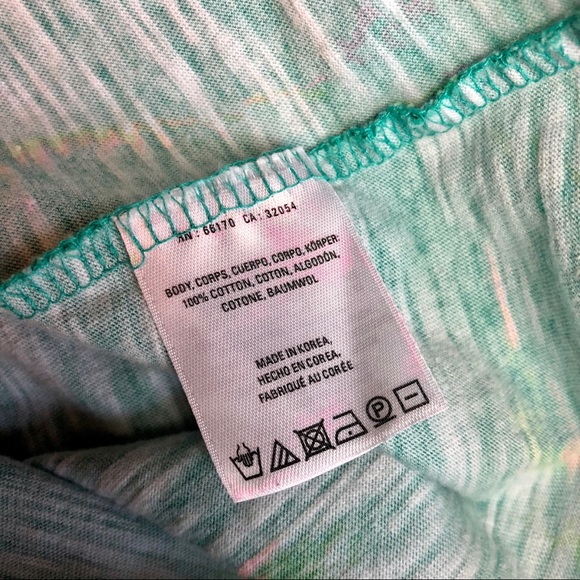 RN : 66170 CA : 32054
BODY, CORPS, CUERPO, CORPO, KÖRPER:
100% COTTON, COTON, ALGODÓN,
COTONE, BAUMWOL
MADE IN KOREA,
HECHO EN COREA,
FABRIQUÉ AU CORÉE
P